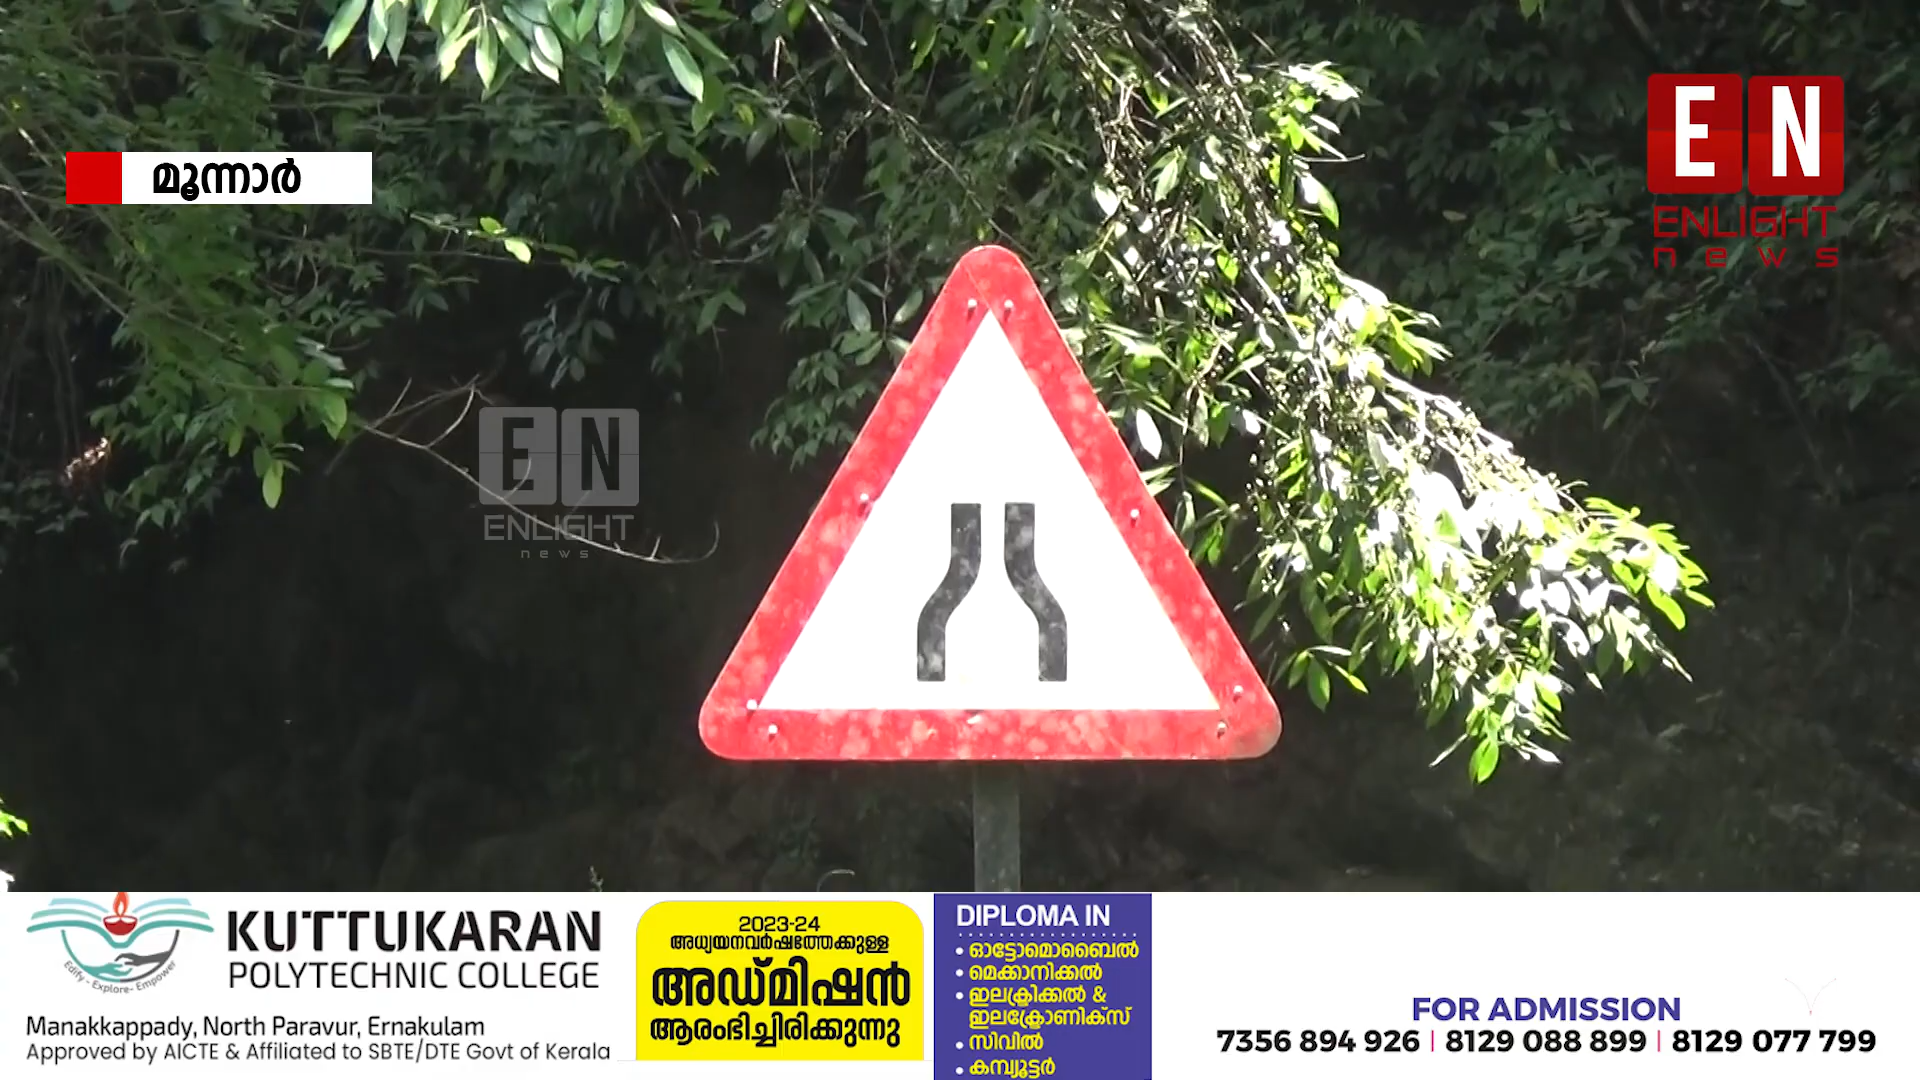 മൂന്നാർ
EN
ENLIGHT
news
EN
ENLIGHT
news
KUTTUKARAN
POLYTECHNIC COLLEGE
Edify - Explore - Empower
Manakkappady, North Paravur, Ernakulam
Approved by AICTE & Affiliated to SBTE/DTE Govt of Kerala
2023-24
അധ്യയനവർഷത്തേക്കുള്ള
അഡ്മിഷൻ
ആരംഭിച്ചിരിക്കുന്നു
DIPLOMA IN
• ഓട്ടോമൊബൈൽ
• മെക്കാനിക്കൽ
• ഇലക്ട്രിക്കൽ &
ഇലക്ട്രോണിക്സ്
• സിവിൽ
• കമ്പ്യൂട്ടർ
FOR ADMISSION
7356 894 926 | 8129 088 899 | 8129 077 799